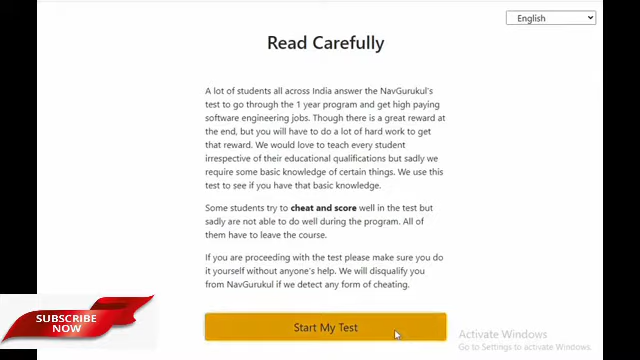 English
Read Carefully
A lot of students all across India answer the NavGurukul's
test to go through the 1 year program and get high paying
software engineering jobs. Though there is a great reward at
the end, but you will have to do a lot of hard work to get
that reward. We would love to teach every student
irrespective of their educational qualifications but sadly we
require some basic knowledge of certain things. We use this
test to see if you have that basic knowledge.
Some students try to cheat and score well in the test but
sadly are not able to do well during the program. All of
them have to leave the course.
If you are proceeding with the test please make sure you do
it yourself without anyone's help. We will disqualify you
from NavGurukul if we detect any form of cheating.
Start My Test
SUBSCRIBE
NOW
Activate Windows
Go to Settings to activate Windows.